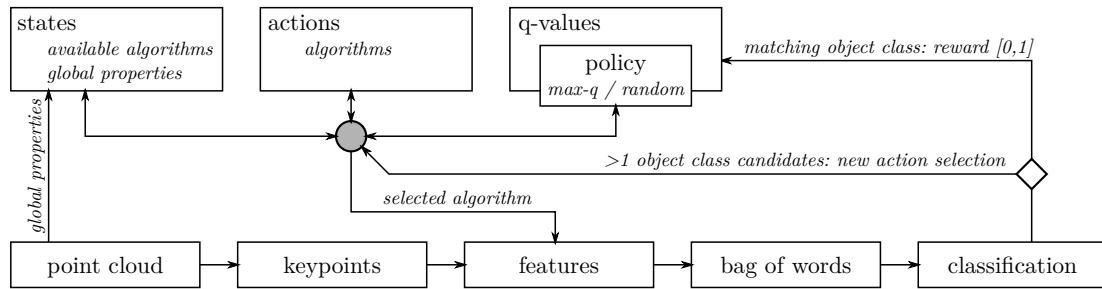 states
available algorithms
global properties
actions
algorithms
q-values
policy
max-q / random
matching object class: reward [0,1]
global properties
>1 object class candidates: new action selection
selected algorithm
point cloud
keypoints
features
bag of words
classification